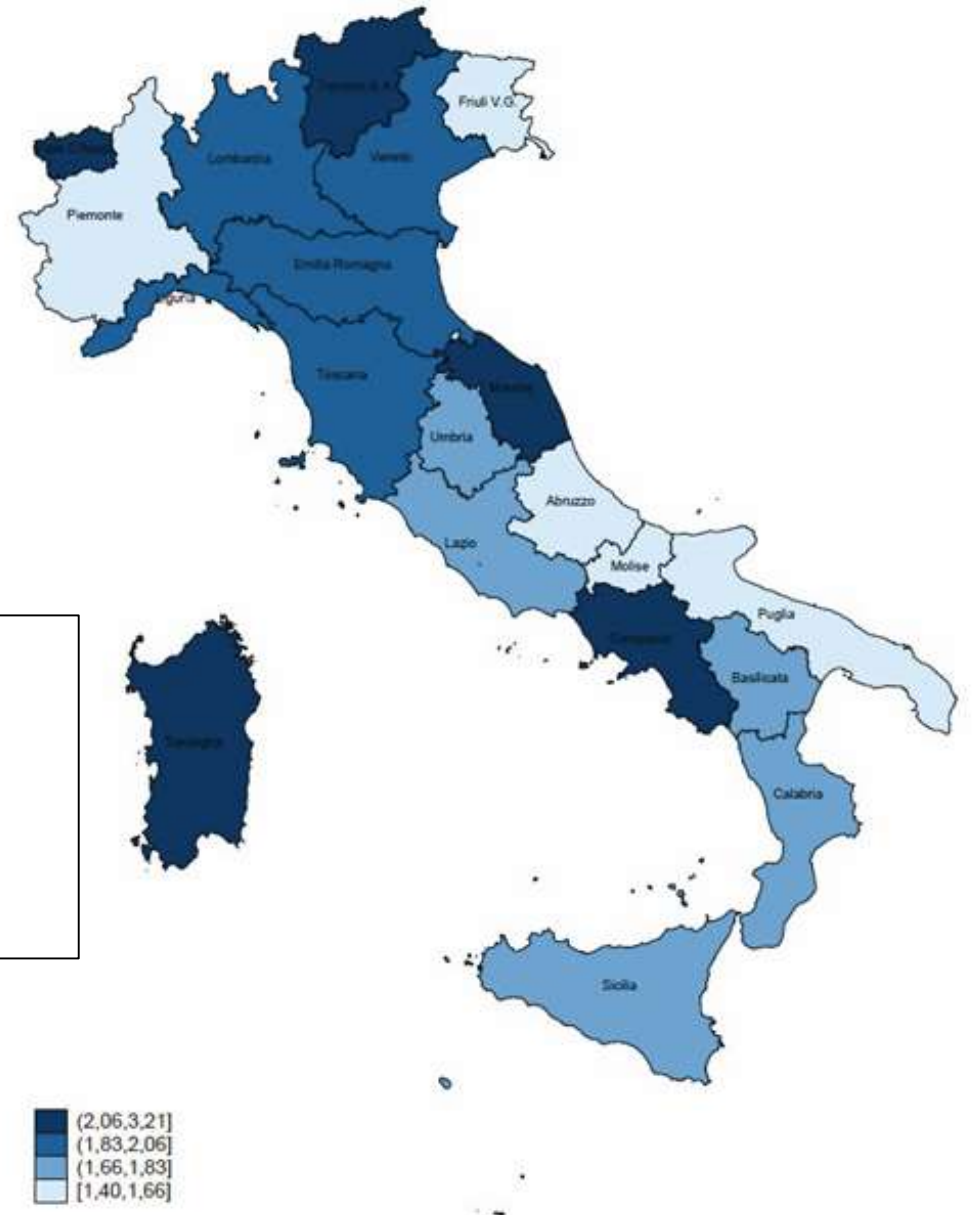 Trentino A.A.
Friuli V.G.
Lombardia
Veneto
Piemonte
Emilia Romagna
Liguria
Marche
Toscana
Umbria
Abruzzo
Lazio
Molise
Puglia
Campania
Basilicata
Sardegna
Calabria
Sicilia
(2,06,3,21]
(1,83,2,06]
(1,66,1,83]
[1,40,1,66]